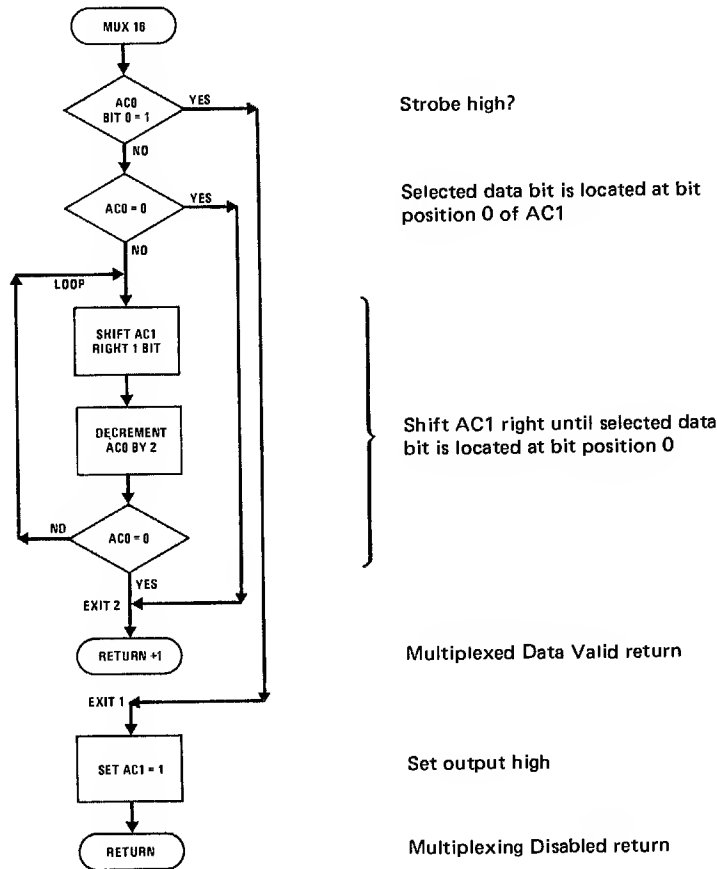 MUX 16
AC0
BIT 0 = 1
YES
Strobe high?
NO
AC0 = 0
YES
Selected data bit is located at bit
position 0 of AC1
NO
LOOP
SHIFT AC1
RIGHT 1 BIT
DECREMENT
AC0 BY 2
Shift AC1 right until selected data
bit is located at bit position 0
NO
AC0 = 0
YES
EXIT 2
RETURN +1
Multiplexed Data Valid return
EXIT 1
SET AC1 = 1
Set output high
RETURN
Multiplexing Disabled return